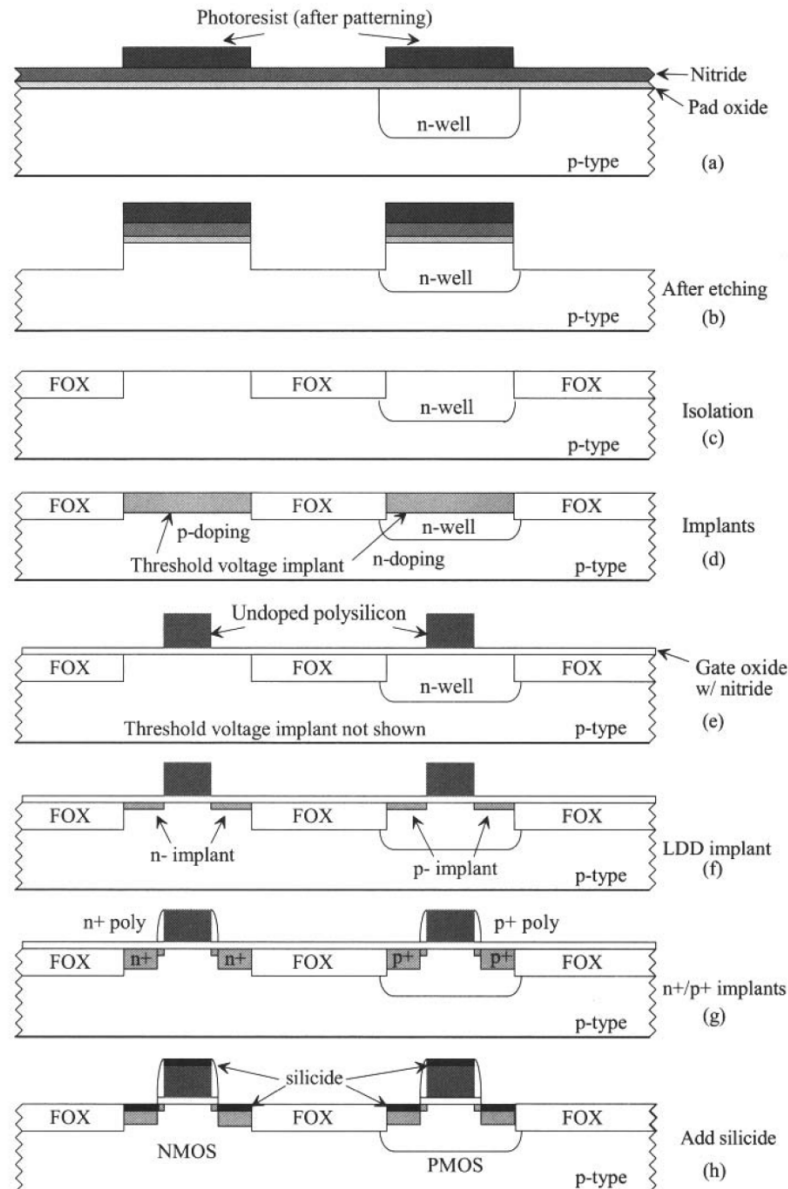 Photoresist (after patterning)
Nitride
Pad oxide
n-well
p-type
(a)
n-well
After etching
p-type
(b)
FOX
FOX
FOX
n-well
Isolation
p-type
(c)
FOX
FOX
FOX
p-doping
n-well
Implants
Threshold voltage implant
n-doping
p-type
(d)
Undoped polysilicon
FOX
FOX
FOX
Gate oxide
w/ nitride
n-well
Threshold voltage implant not shown
p-type
(e)
FOX
FOX
FOX
n- implant
p- implant
LDD implant
p-type
(f)
n+ poly
p+ poly
FOX
n+
n+
FOX
p+
p+
FOX
n+/p+ implants
p-type
(g)
silicide
FOX
FOX
FOX
NMOS
PMOS
Add silicide
p-type
(h)